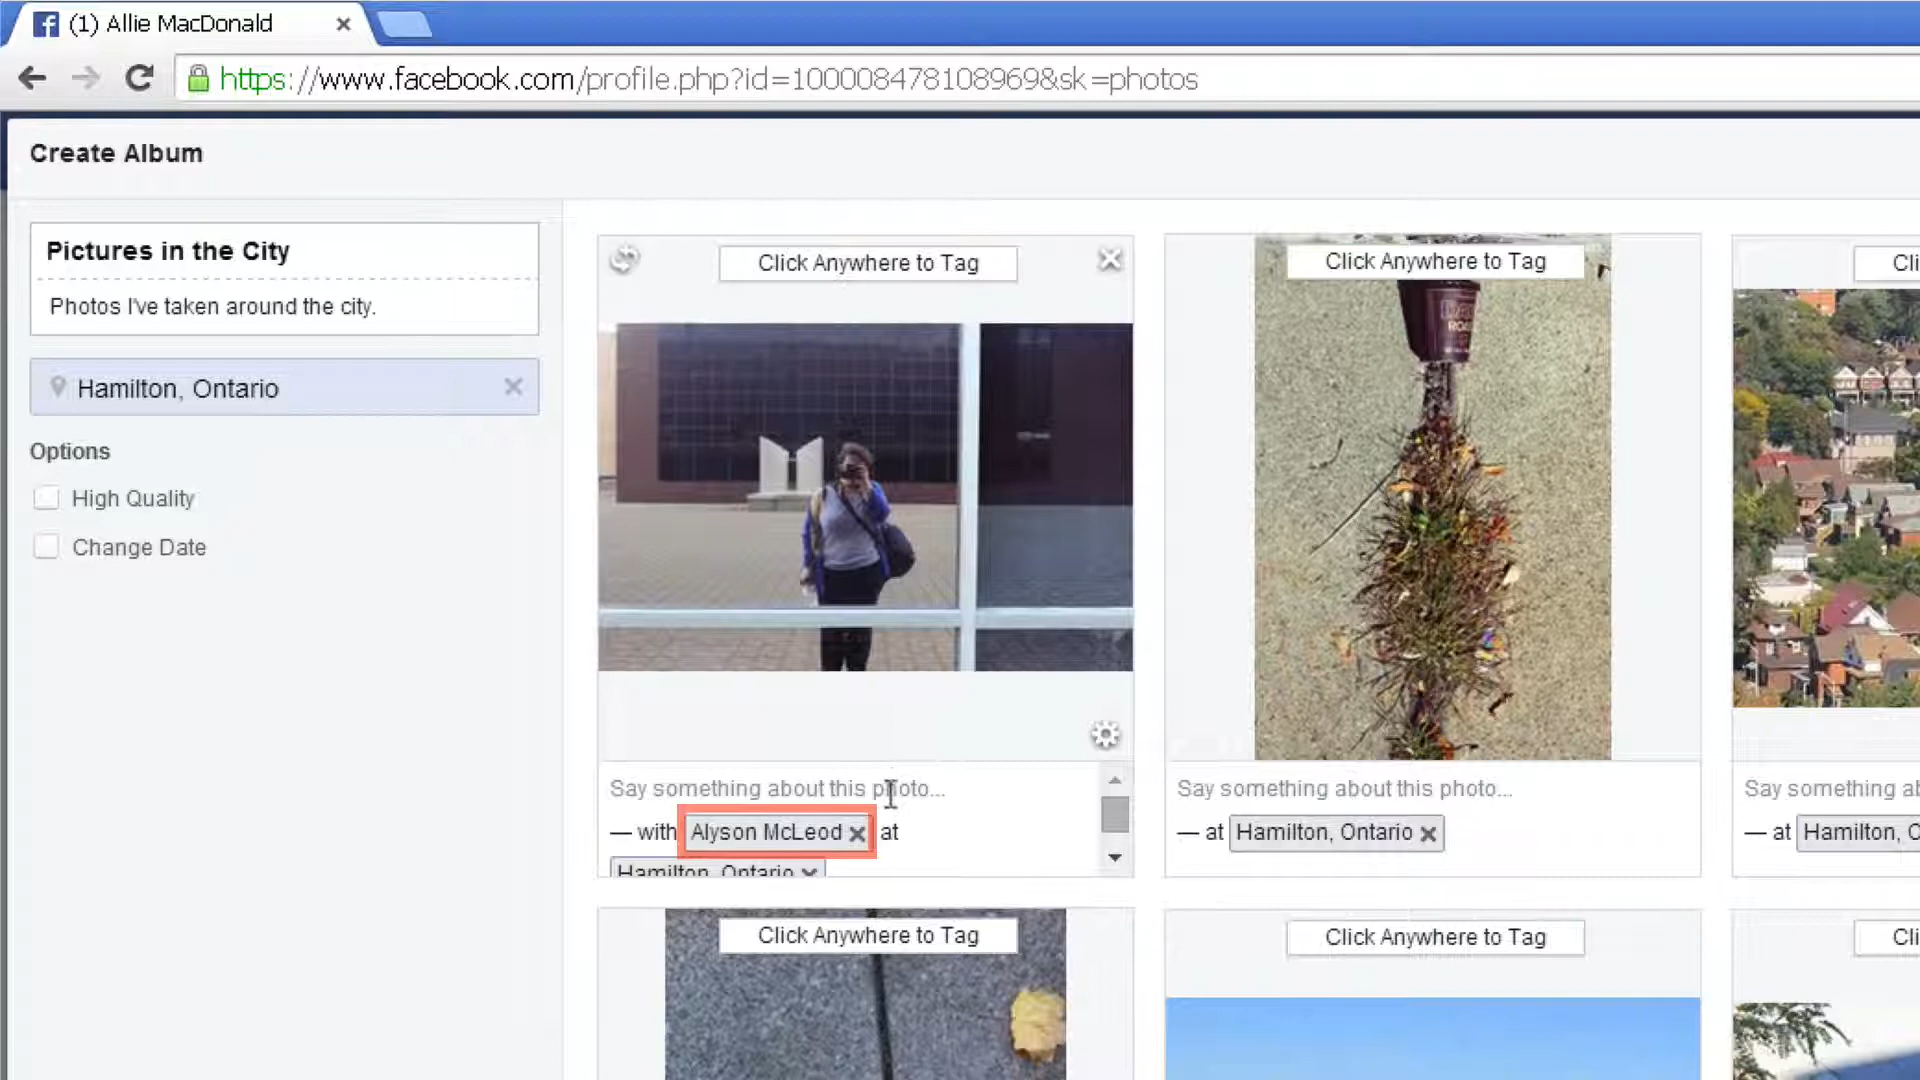 (1) Allie MacDonald
https://www.facebook.com/profile.php?id=100008478108969&sk=photos
Create Album
Pictures in the City
Photos I've taken around the city.
Hamilton, Ontario
Options
High Quality
Change Date
Click Anywhere to Tag
Say something about this photo...
— with Alyson McLeod at
Hamilton, Ontario
Click Anywhere to Tag
Say something about this photo...
— at Hamilton, Ontario
Cli
Say something ab
— at Hamilton, O
Click Anywhere to Tag
Click Anywhere to Tag
Cli